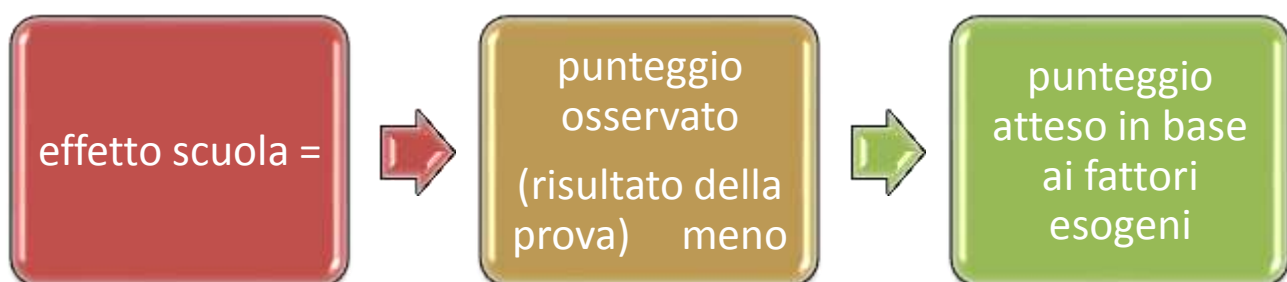 effetto scuola =
punteggio
osservato
(risultato della
prova) meno
punteggio
atteso in base
ai fattori
esogeni